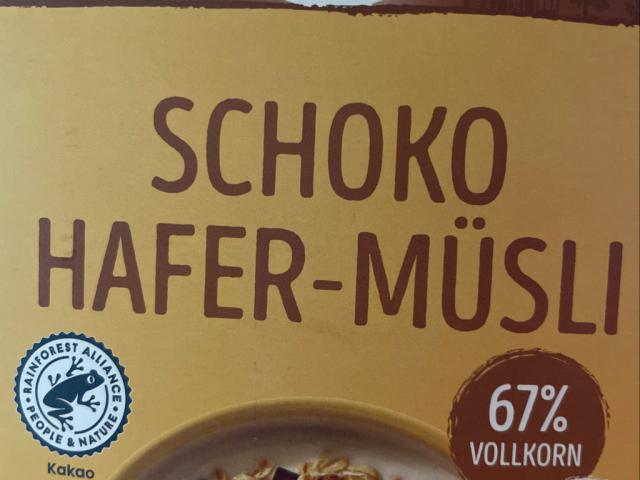 SCHOKO
HAFER-MÜSLI
RAINFOREST ALLIANCE
PEOPLE & NATURE
Kakao
67%
VOLLKORN